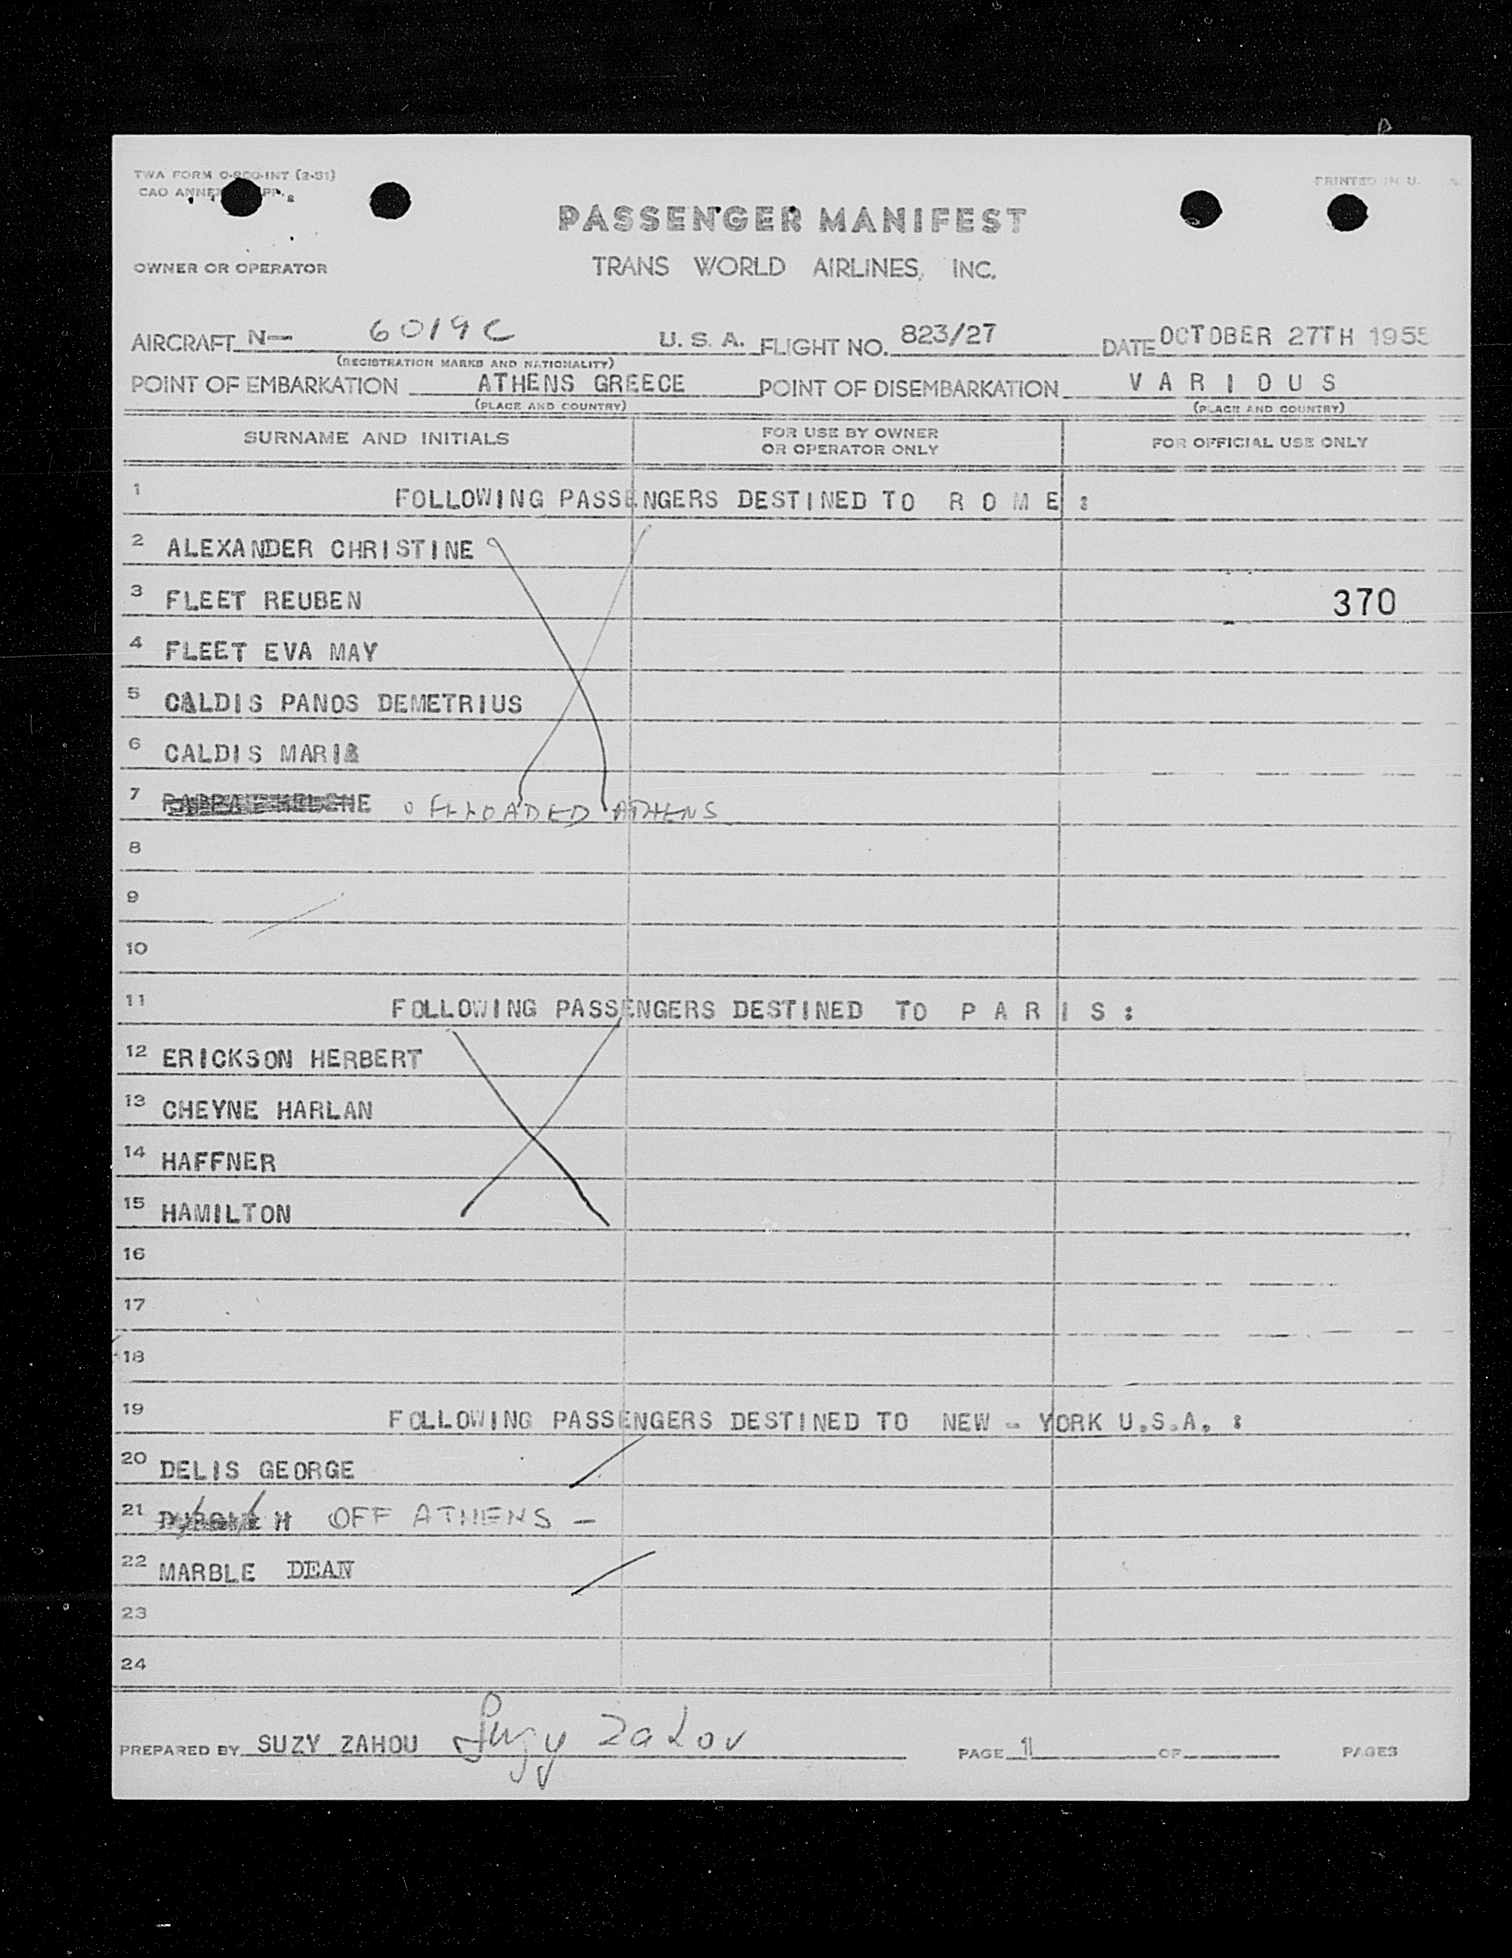 TWA FORM O-800-INT (2-51)
CAO ANNEX APP.
PRINTED IN U.
PASSENGER MANIFEST
OWNER OR OPERATOR
TRANS WORLD AIRLINES, INC.
AIRCRAFT N- 6019C U. S. A. FLIGHT NO. 823/27 DATE OCTOBER 27TH 1955
(REGISTRATION MARKS AND NATIONALITY)
POINT OF EMBARKATION ATHENS GREECE POINT OF DISEMBARKATION V A R I O U S
(PLACE AND COUNTRY) (PLACE AND COUNTRY)
SURNAME AND INITIALS FOR USE BY OWNER OR OPERATOR ONLY FOR OFFICIAL USE ONLY
1 FOLLOWING PASSENGERS DESTINED TO R O M E :
2 ALEXANDER CHRISTINE
3 FLEET REUBEN 370
4 FLEET EVA MAY
5 CALDIS PANOS DEMETRIUS
6 CALDIS MARIA
7 OFFLOADED ATHENS
8
9
10
11 FOLLOWING PASSENGERS DESTINED TO P A R I S :
12 ERICKSON HERBERT
13 CHEYNE HARLAN
14 HAFFNER
15 HAMILTON
16
17
18
19 FOLLOWING PASSENGERS DESTINED TO NEW - YORK U.S.A. :
20 DELIS GEORGE
21 M OFF ATHENS -
22 MARBLE DEAN
23
24
PREPARED BY SUZY ZAHOU Suzy Zahou PAGE 1 OF PAGES